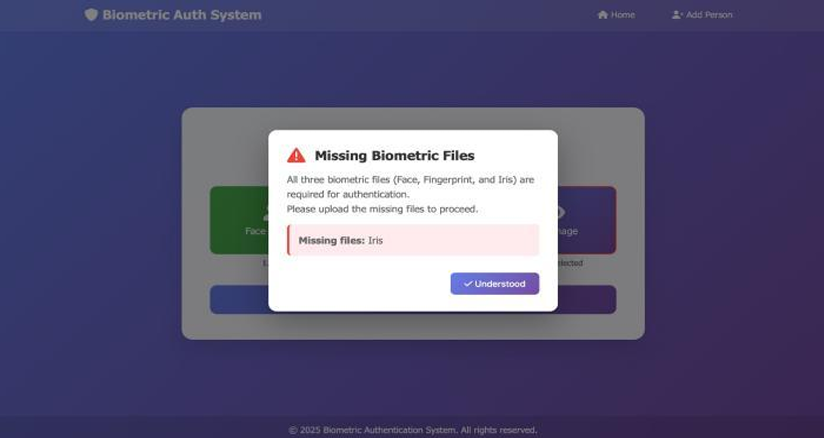 Biometric Auth System
Home
Add Person
Missing Biometric Files
All three biometric files (Face, Fingerprint, and Iris) are
required for authentication.
Please upload the missing files to proceed.
Face
Missing files: Iris
Understood
© 2025 Biometric Authentication System. All rights reserved.